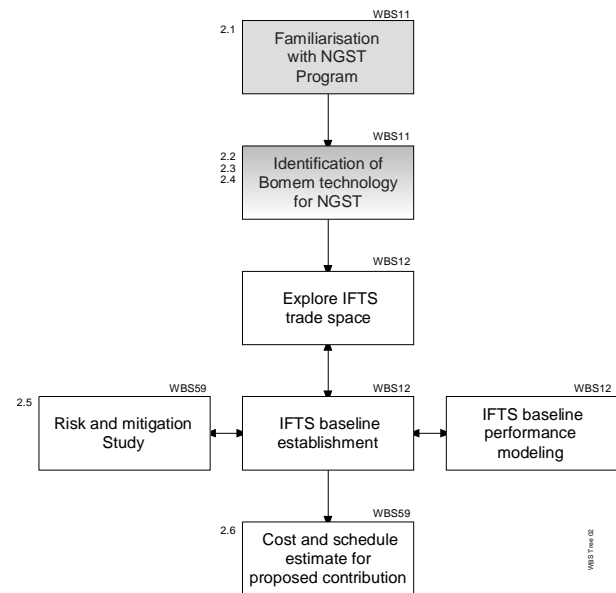 WBS11
2.1
Familiarisation
with NGST
Program
WBS11
2.2
2.3
2.4
Identification of
Bomem technology
for NGST
WBS12
Explore IFTS
trade space
WBS59
2.5
Risk and mitigation
Study
WBS12
IFTS baseline
establishment
WBS12
IFTS baseline
performance
modeling
WBS59
2.6
Cost and schedule
estimate for
proposed contribution
WBS Tree 02